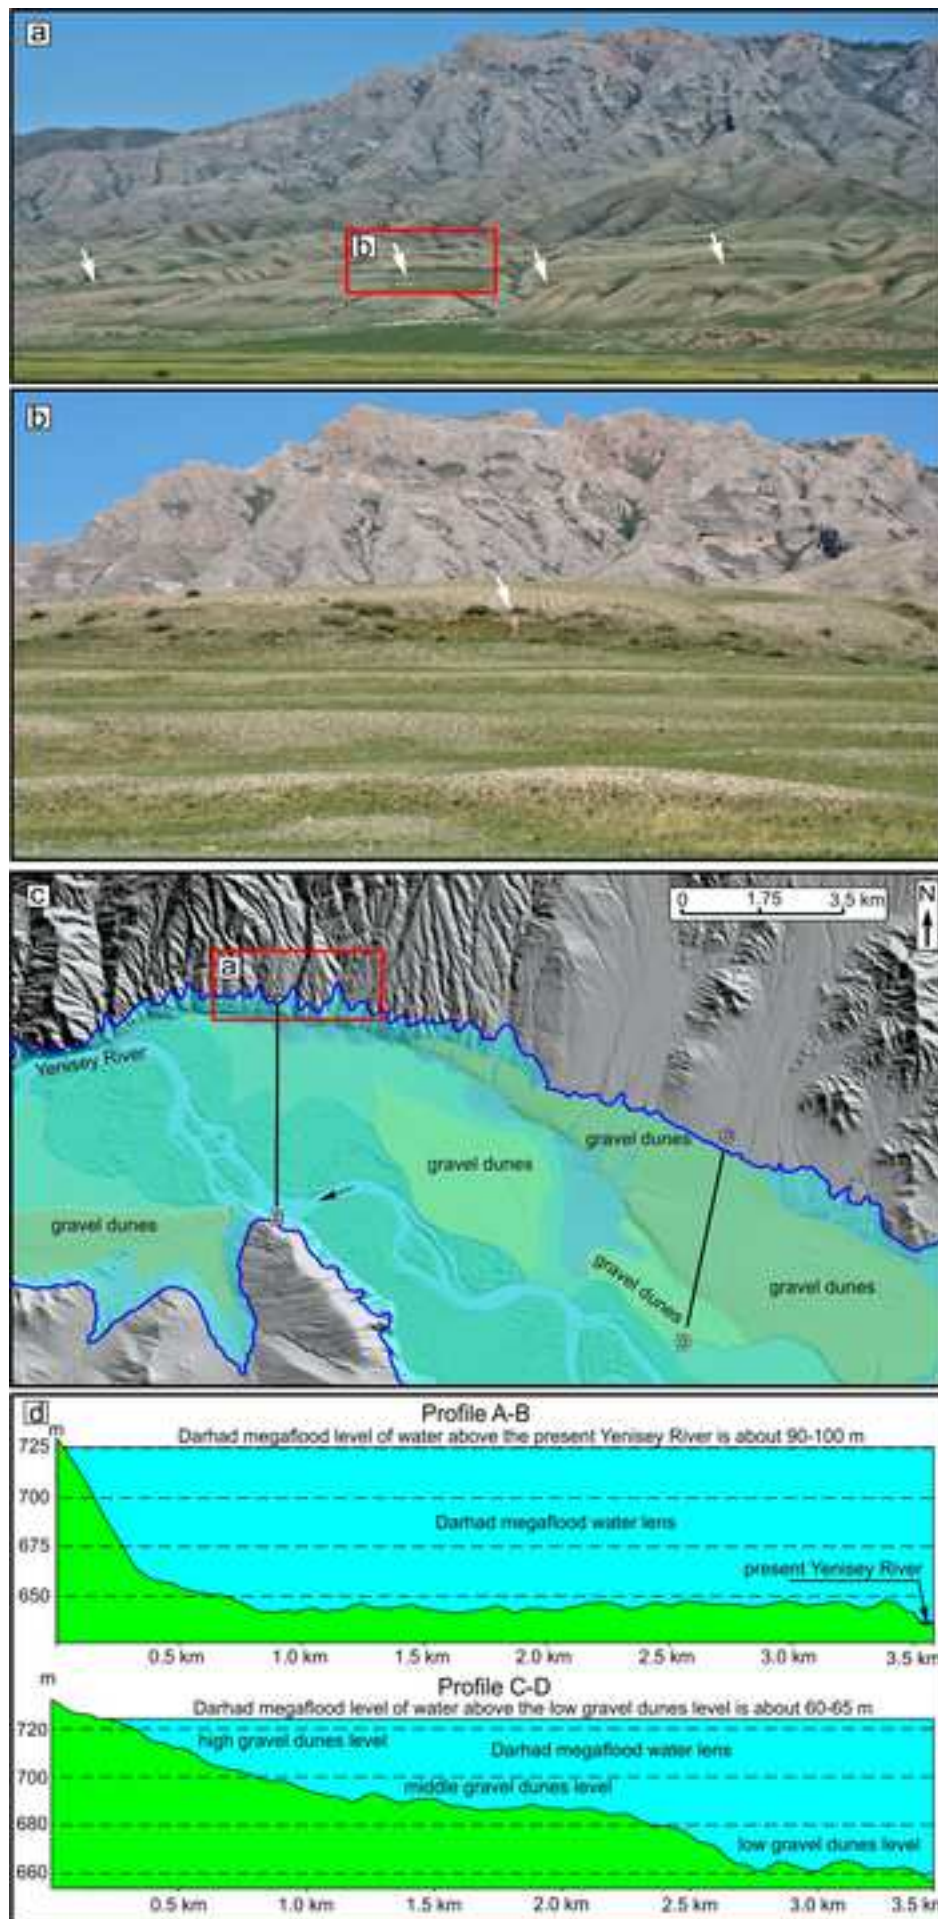 a
b
b
c
0 1.75 3.5 km
N
a
Yenisey River
gravel dunes
gravel dunes
gravel dunes
gravel dunes
gravel dunes
d
Profile A-B
m
Darhad megaflood level of water above the present Yenisey River is about 90-100 m
725
700
Darhad megaflood water lens
675
present Yenisey River
650
0.5 km 1.0 km 1.5 km 2.0 km 2.5 km 3.0 km 3.5 km
m
Profile C-D
Darhad megaflood level of water above the low gravel dunes level is about 60-65 m
720
high gravel dunes level
Darhad megaflood water lens
700
middle gravel dunes level
680
low gravel dunes level
660
0.5 km 1.0 km 1.5 km 2.0 km 2.5 km 3.0 km 3.5 km